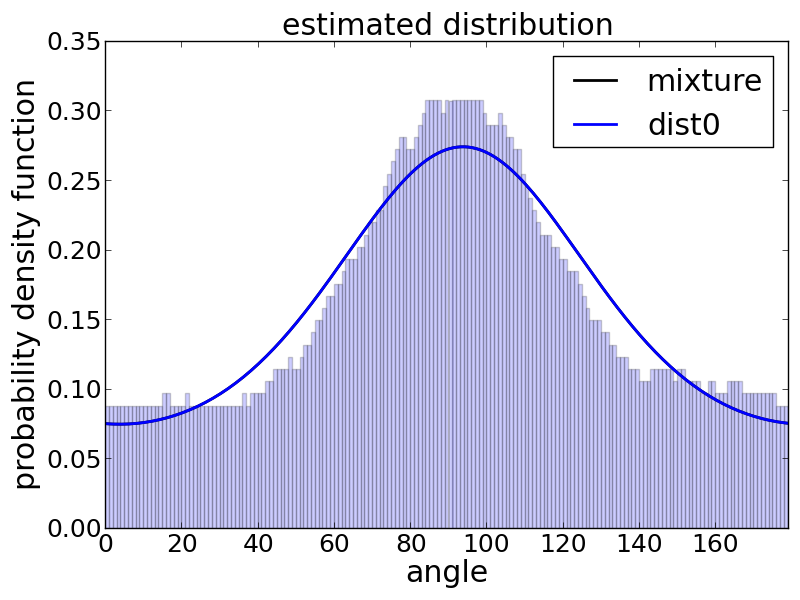 estimated distribution
probability density function
0.35
0.30
0.25
0.20
0.15
0.10
0.05
0.00
mixture
dist0
0 20 40 60 80 100 120 140 160
angle